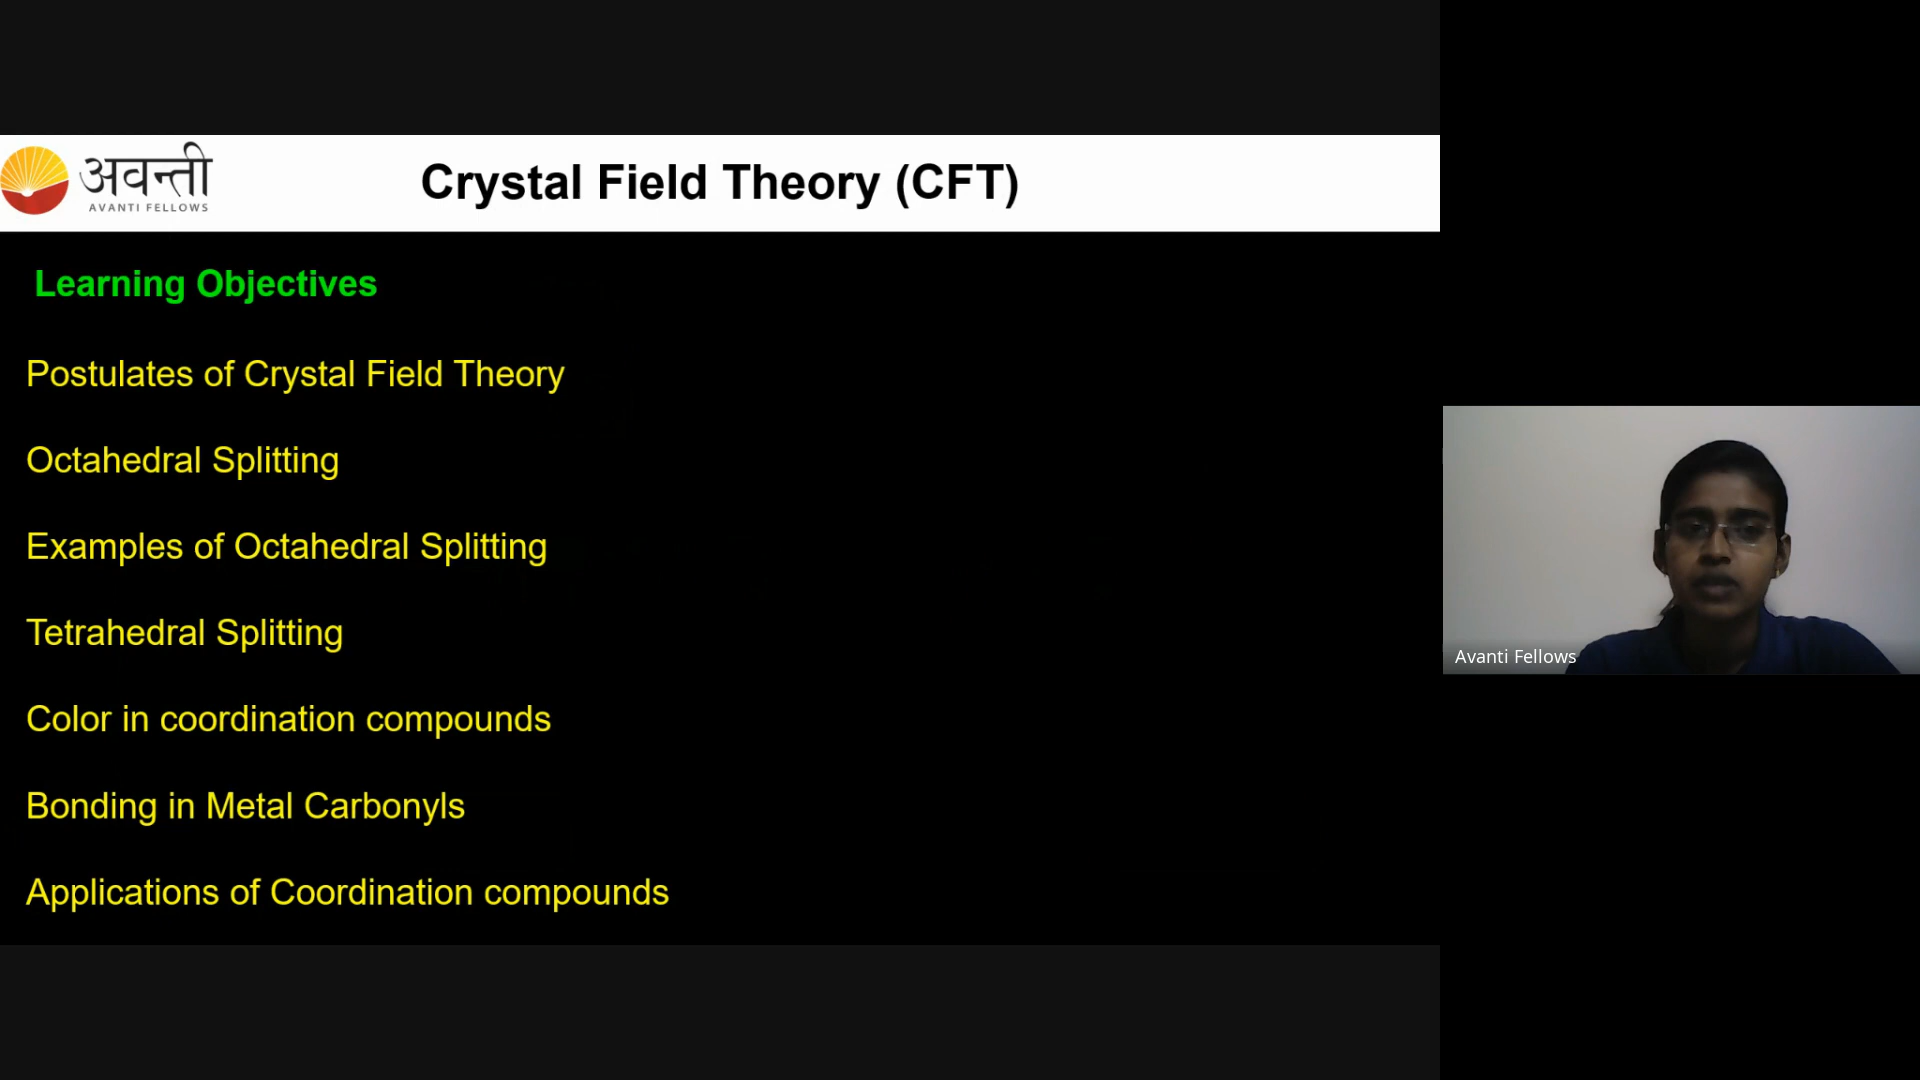 अवन्ती
AVANTI FELLOWS
Crystal Field Theory (CFT)
Learning Objectives
Postulates of Crystal Field Theory
Octahedral Splitting
Examples of Octahedral Splitting
Tetrahedral Splitting
Color in coordination compounds
Bonding in Metal Carbonyls
Applications of Coordination compounds
Avanti Fellows